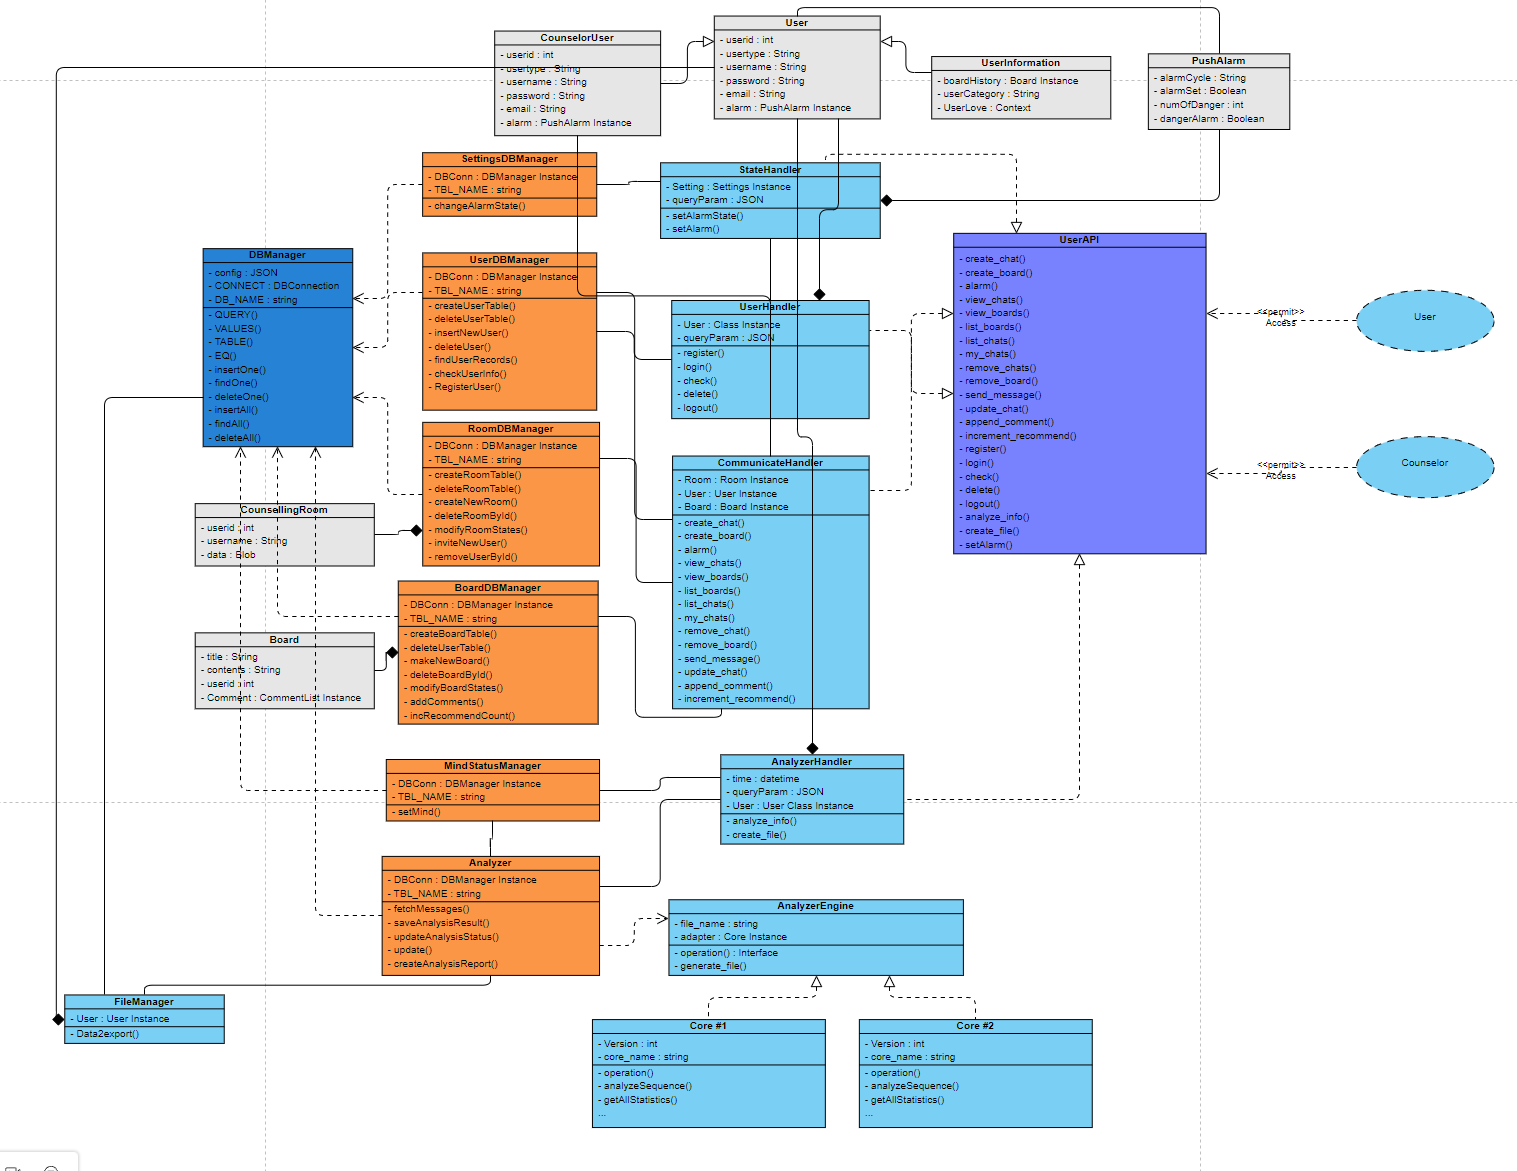 CounselorUser
- userid : int
- usertype : String
- username : String
- password : String
- email : String
- alarm : PushAlarm Instance
User
- userid : int
- usertype : String
- username : String
- password : String
- email : String
- alarm : PushAlarm Instance
UserInformation
- boardHistory : Board Instance
- userCategory : String
- UserLove : Context
PushAlarm
- alarmCycle : String
- alarmSet : Boolean
- numOfDanger : int
- dangerAlarm : Boolean
SettingsDBManager
- DBConn : DBManager Instance
- TBL_NAME : string
- changeAlarmState()
StateHandler
- Setting : Settings Instance
- queryParam : JSON
- setAlarmState()
- setAlarm()
DBManager
- config : JSON
- CONNECT : DBConnection
- DB_NAME : string
- QUERY()
- VALUES()
- TABLE()
- EQ()
- insertOne()
- findOne()
- deleteOne()
- insertAll()
- findAll()
- deleteAll()
UserDBManager
- DBConn : DBManager Instance
- TBL_NAME : string
- createUserTable()
- deleteUserTable()
- insertNewUser()
- deleteUser()
- findUserRecords()
- checkUserInfo()
- RegisterUser()
UserHandler
- User : Class Instance
- queryParam : JSON
- register()
- login()
- check()
- delete()
- logout()
UserAPI
- create_chat()
- create_board()
- alarm()
- view_chats()
- view_boards()
- list_boards()
- list_chats()
- my_chats()
- remove_chats()
- remove_board()
- send_message()
- update_chat()
- append_comment()
- increment_recommend()
- register()
- login()
- check()
- delete()
- logout()
- analyze_info()
- create_file()
- setAlarm()
<<permit>>
Access
User
<<permit>>
Access
Counselor
RoomDBManager
- DBConn : DBManager Instance
- TBL_NAME : string
- createRoomTable()
- deleteRoomTable()
- createNewRoom()
- deleteRoomById()
- modifyRoomStates()
- inviteNewUser()
- removeUserById()
CommunicateHandler
- Room : Room Instance
- User : User Instance
- Board : Board Instance
- create_chat()
- create_board()
- alarm()
- view_chats()
- view_boards()
- list_boards()
- list_chats()
- my_chats()
- remove_chat()
- remove_board()
- send_message()
- update_chat()
- append_comment()
- increment_recommend()
CounsellingRoom
- userid : int
- username : String
- data : Blob
BoardDBManager
- DBConn : DBManager Instance
- TBL_NAME : string
- createBoardTable()
- deleteUserTable()
- makeNewBoard()
- deleteBoardById()
- modifyBoardStates()
- addComments()
- incRecommendCount()
Board
- title : String
- contents : String
- userid : int
- Comment : CommentList Instance
MindStatusManager
- DBConn : DBManager Instance
- TBL_NAME : string
- setMind()
AnalyzerHandler
- time : datetime
- queryParam : JSON
- User : User Class Instance
- analyze_info()
- create_file()
Analyzer
- DBConn : DBManager Instance
- TBL_NAME : string
- fetchMessages()
- saveAnalysisResult()
- updateAnalysisStatus()
- update()
- createAnalysisReport()
AnalyzerEngine
- file_name : string
- adapter : Core Instance
- operation() : Interface
- generate_file()
FileManager
- User : User Instance
- Data2export()
Core #1
- Version : int
- core_name : string
- operation()
- analyzeSequence()
- getAllStatistics()
...
Core #2
- Version : int
- core_name : string
- operation()
- analyzeSequence()
- getAllStatistics()
...